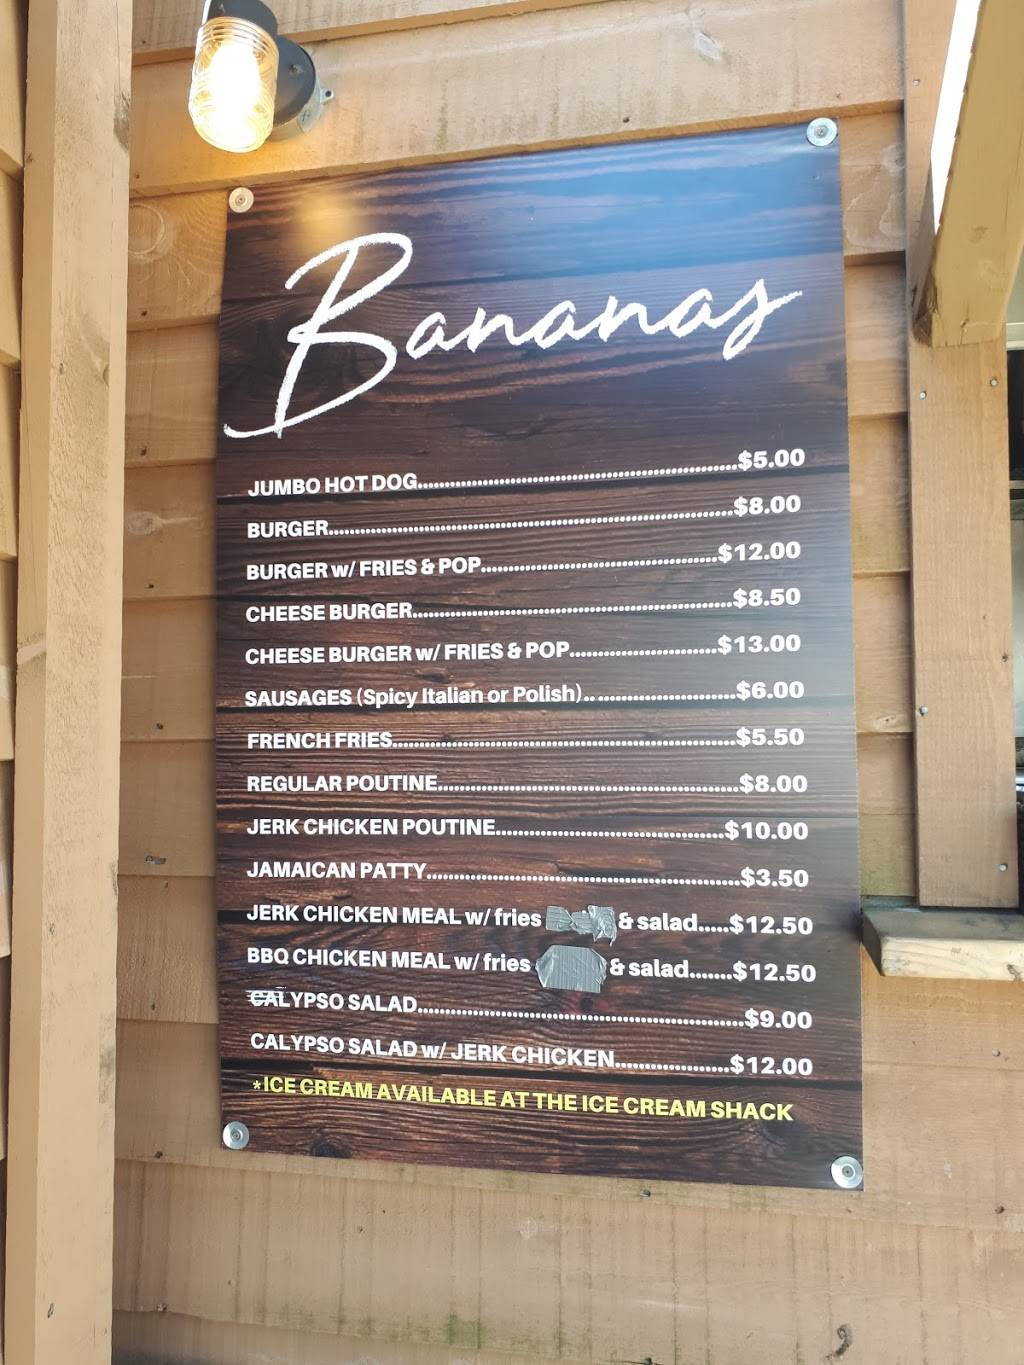 Bananas
JUMBO HOT DOG..........$5.00
BURGER..........$8.00
BURGER w/ FRIES & POP..........$12.00
CHEESE BURGER..........$8.50
CHEESE BURGER w/ FRIES & POP..........$13.00
SAUSAGES (Spicy Italian or Polish)..........$6.00
FRENCH FRIES..........$5.50
REGULAR POUTINE..........$8.00
JERK CHICKEN POUTINE..........$10.00
JAMAICAN PATTY..........$3.50
JERK CHICKEN MEAL w/ fries & salad.....$12.50
BBQ CHICKEN MEAL w/ fries & salad.......$12.50
CALYPSO SALAD..........$9.00
CALYPSO SALAD w/ JERK CHICKEN..........$12.00
*ICE CREAM AVAILABLE AT THE ICE CREAM SHACK